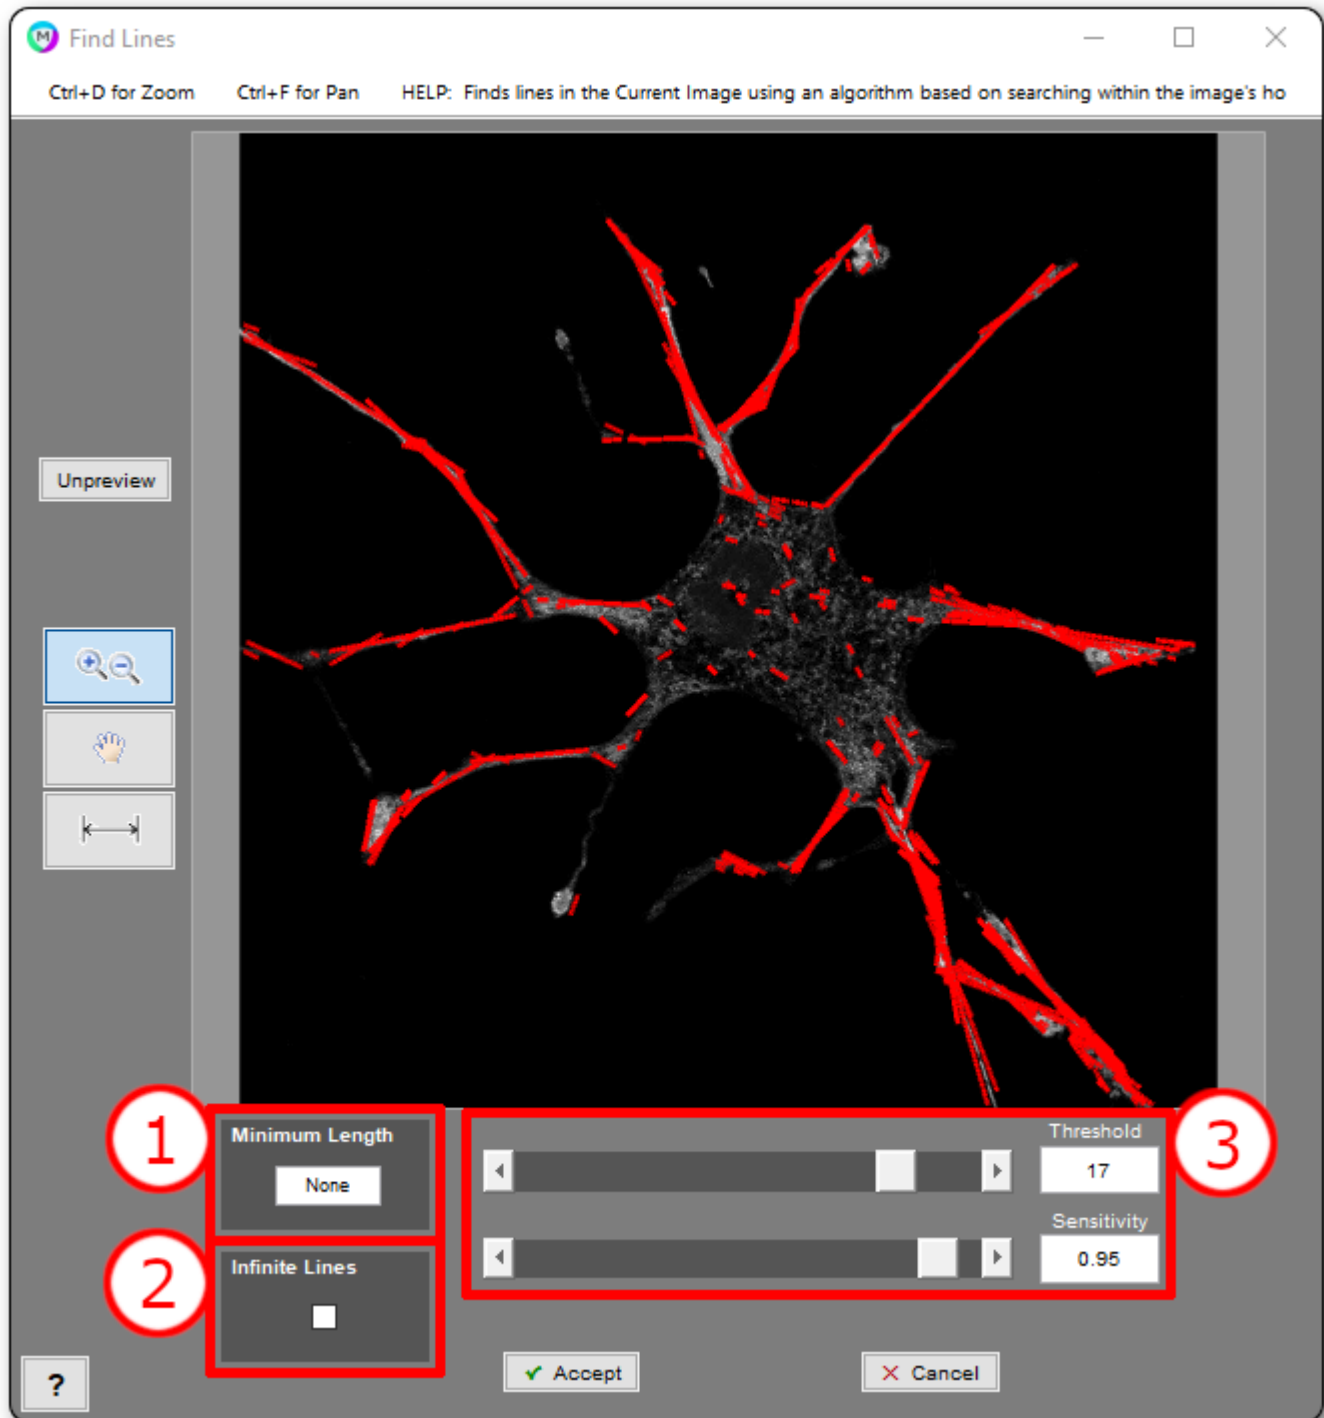 M Find Lines
Ctrl+D for Zoom Ctrl+F for Pan HELP: Finds lines in the Current Image using an algorithm based on searching within the image's ho
Unpreview
1
Minimum Length
None
2
Infinite Lines
Threshold
17
3
Sensitivity
0.95
?
Accept
Cancel